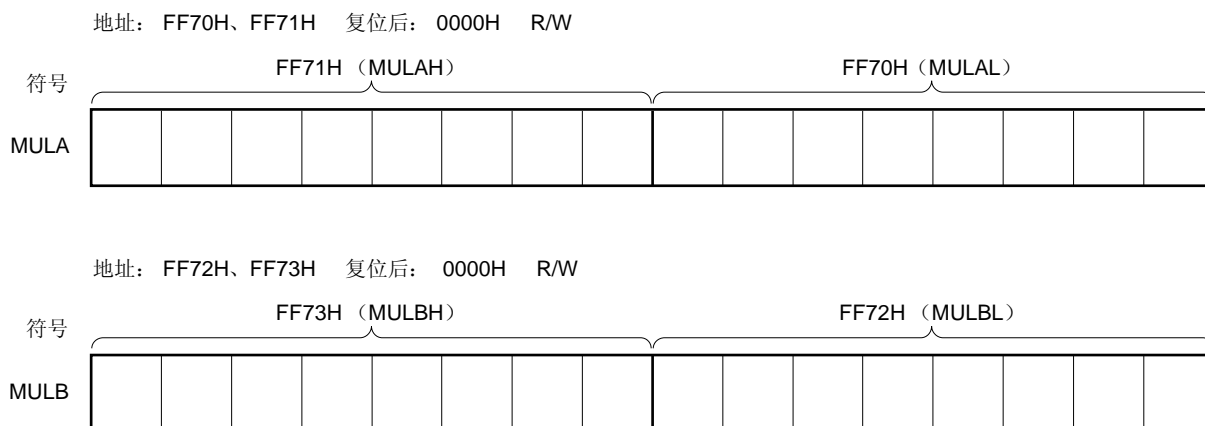 地址： FF70H、FF71H 复位后： 0000H R/W
FF71H （MULAH） FF70H（MULAL）
符号
MULA
地址： FF72H、FF73H 复位后： 0000H R/W
FF73H （MULBH） FF72H （MULBL）
符号
MULB